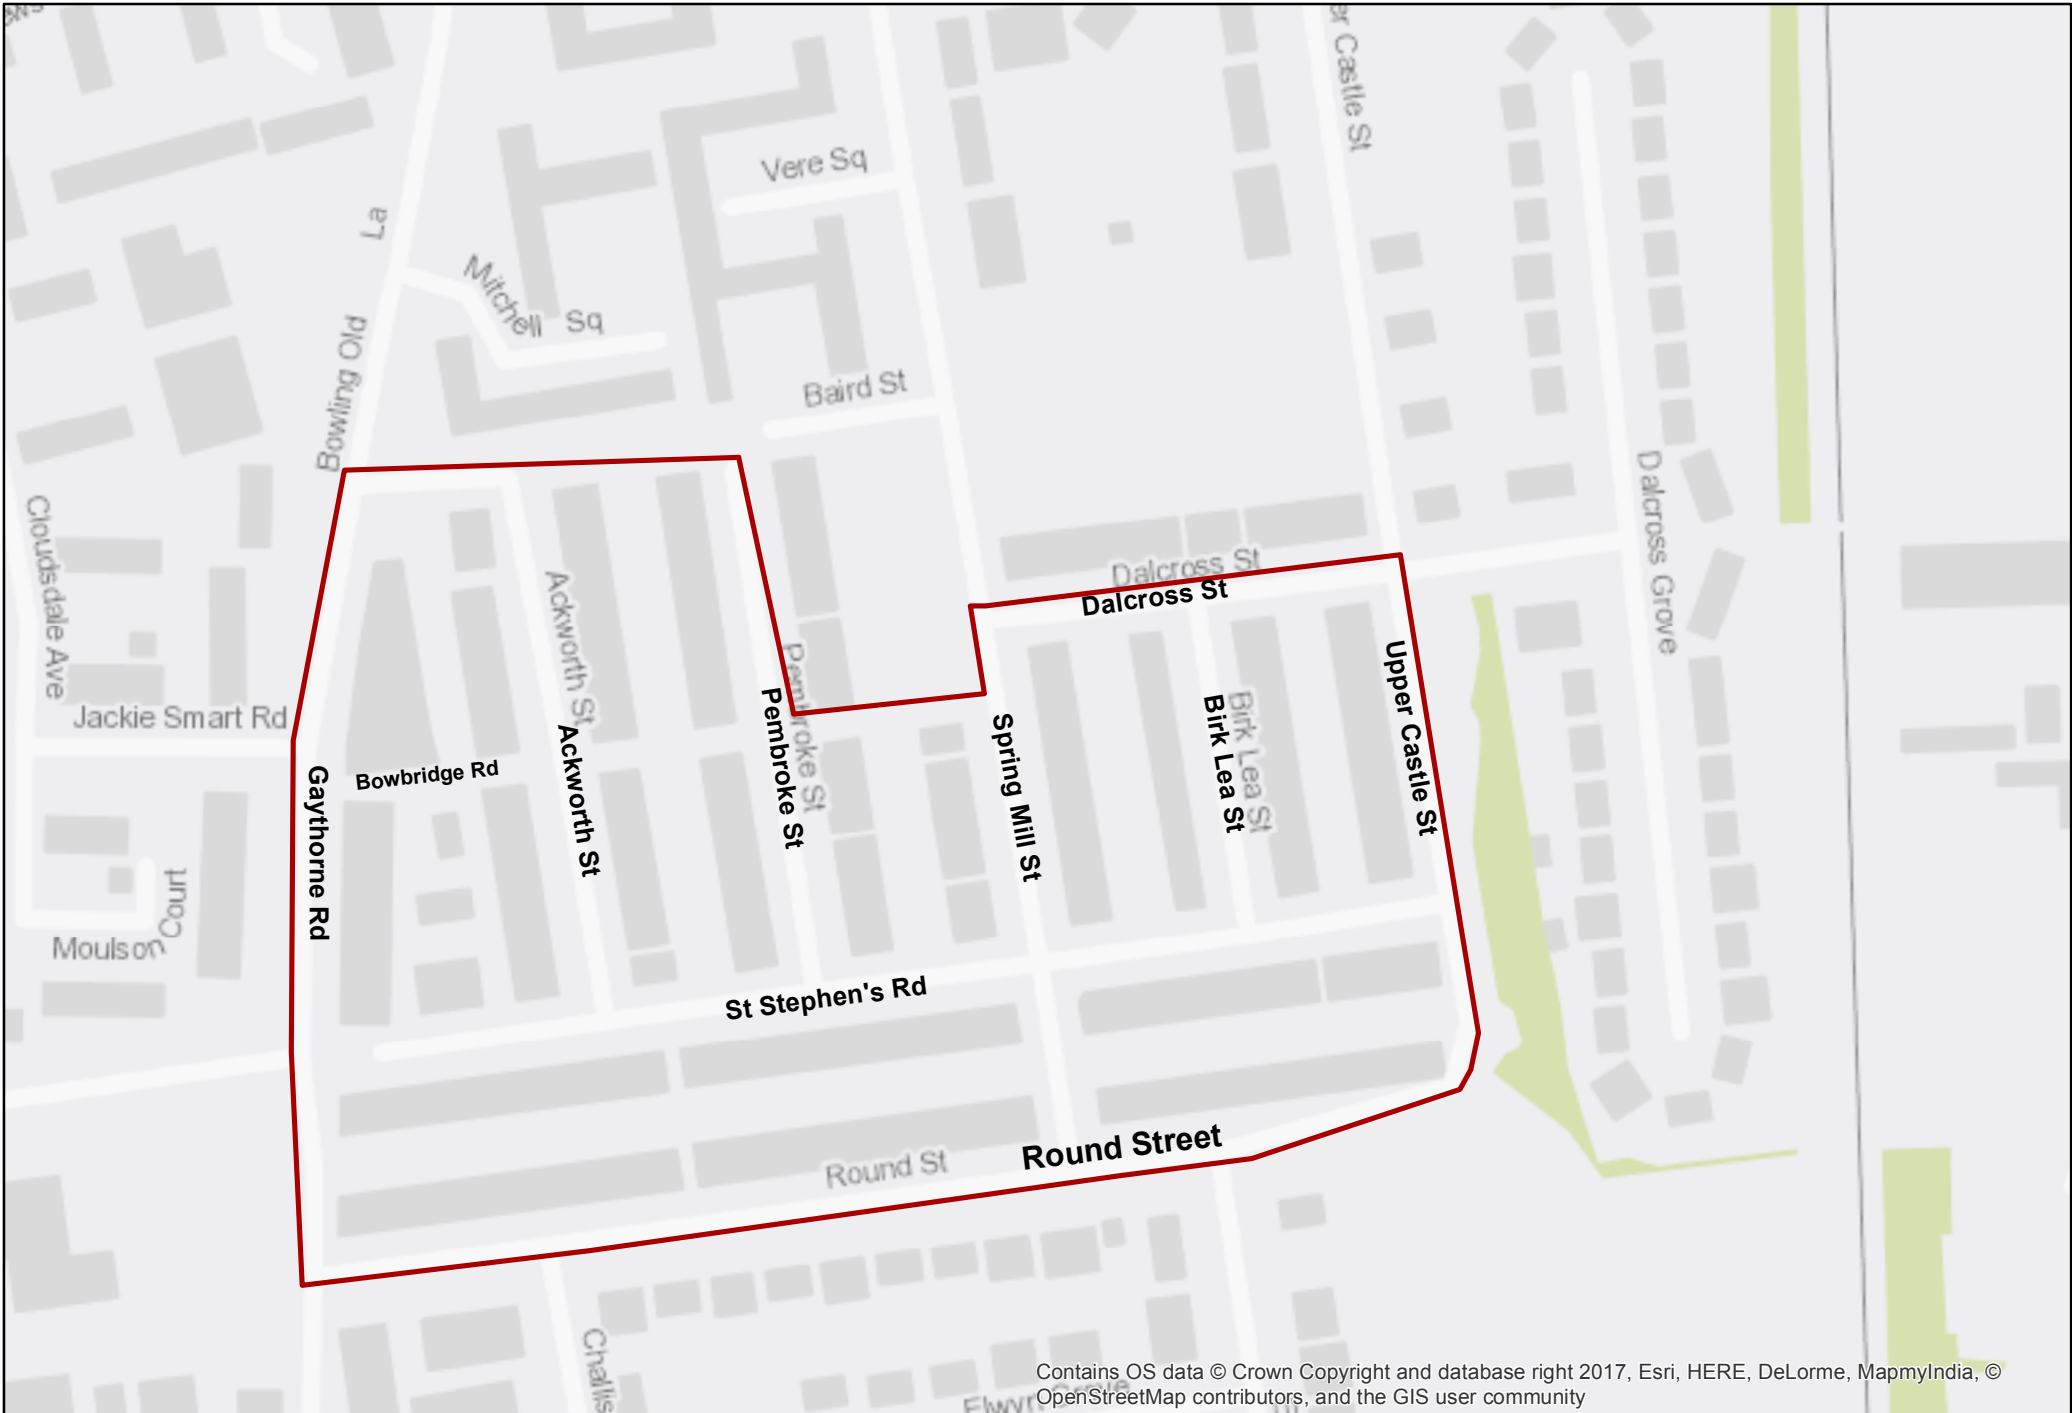 Castle St
Vere Sq
La
Mitchell Sq
Bowling Old
Baird St
Dalcross St
Dalcross St
Dalcross Grove
Cloudsdale Ave
Ackworth St
Ackworth St
Pembroke St
Pembroke St
Spring Mill St
Birk Lea St
Birk Lea St
Upper Castle St
Jackie Smart Rd
Bowbridge Rd
Gaythorne Rd
Moulson Court
St Stephen's Rd
Round Street
Round St
Challis
Contains OS data © Crown Copyright and database right 2017, Esri, HERE, DeLorme, MapmyIndia, ©
OpenStreetMap contributors, and the GIS user community